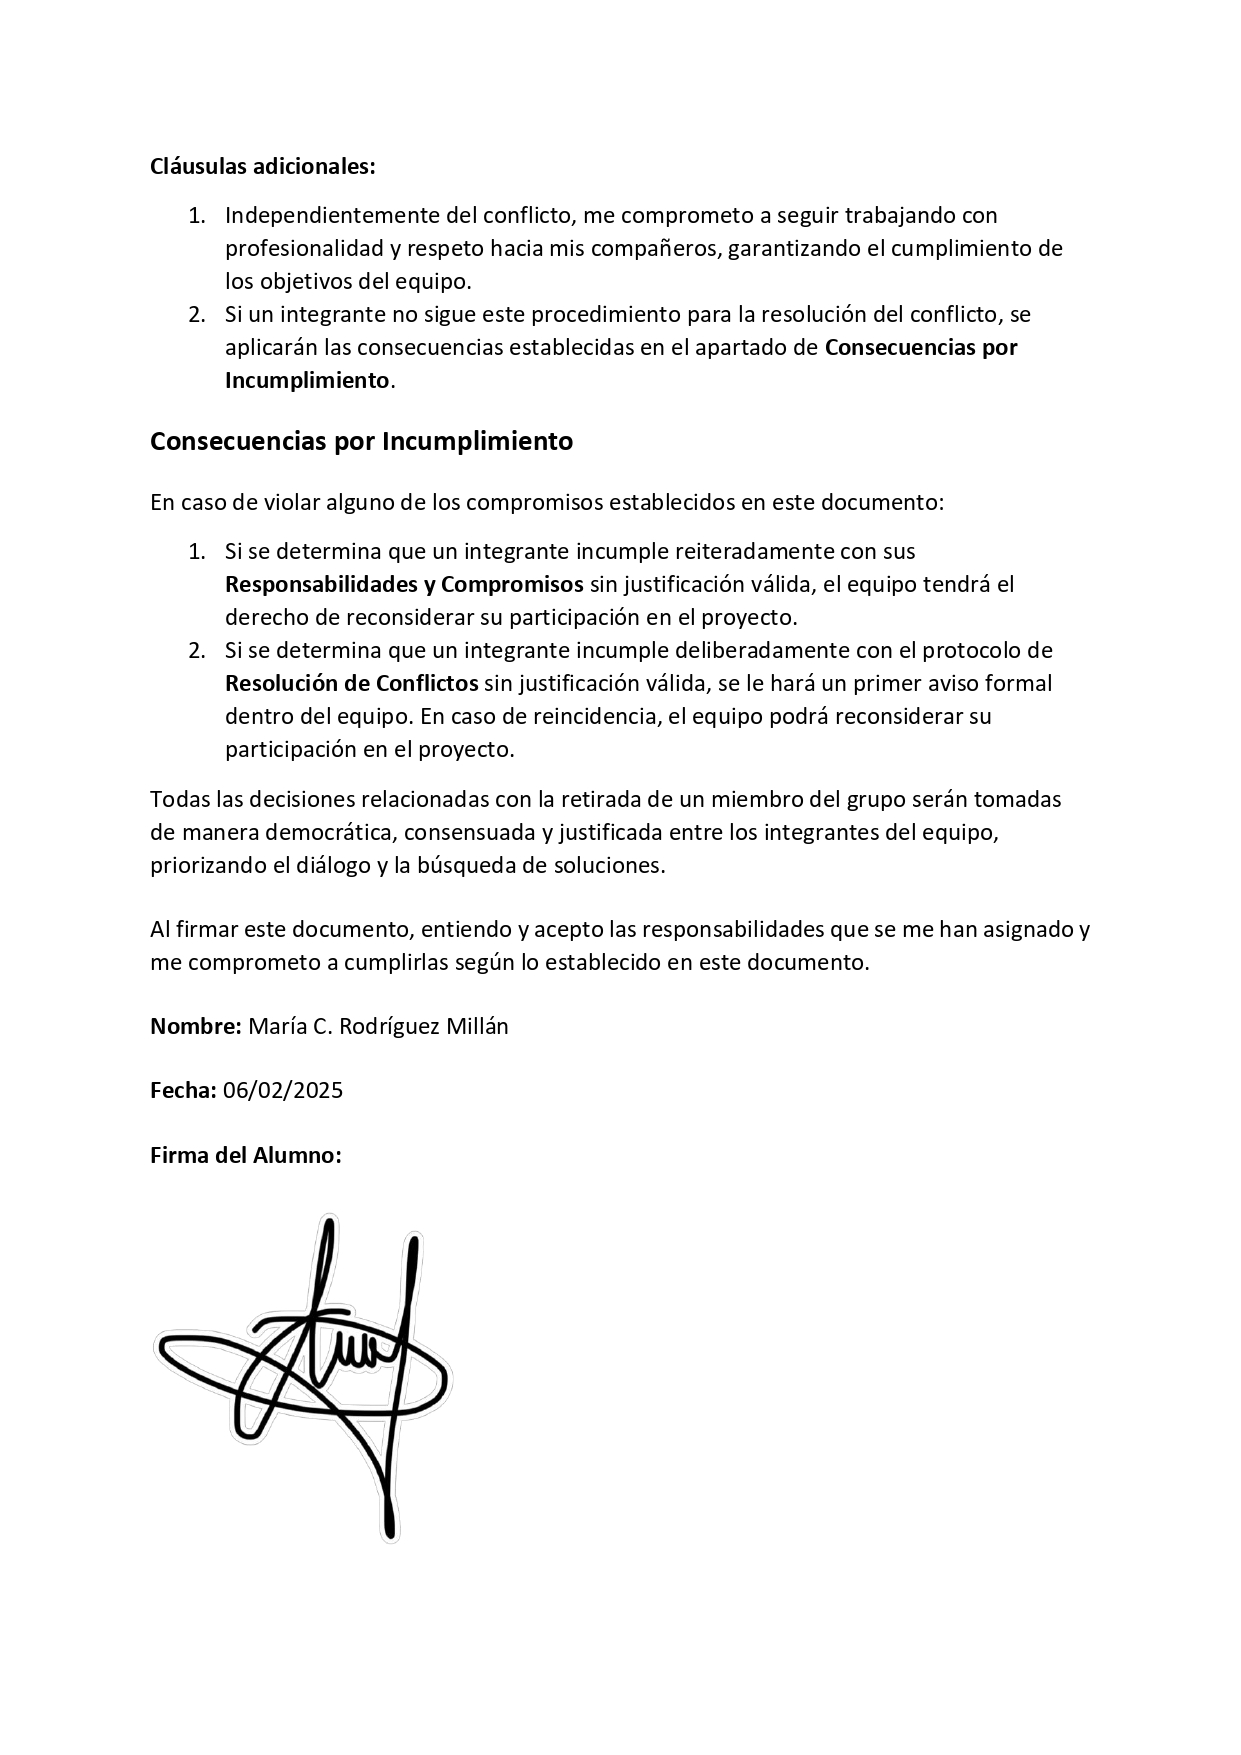 Cláusulas adicionales:
1. Independientemente del conflicto, me comprometo a seguir trabajando con
profesionalidad y respeto hacia mis compañeros, garantizando el cumplimiento de
los objetivos del equipo.
2. Si un integrante no sigue este procedimiento para la resolución del conflicto, se
aplicarán las consecuencias establecidas en el apartado de Consecuencias por
Incumplimiento.
Consecuencias por Incumplimiento
En caso de violar alguno de los compromisos establecidos en este documento:
1. Si se determina que un integrante incumple reiteradamente con sus
Responsabilidades y Compromisos sin justificación válida, el equipo tendrá el
derecho de reconsiderar su participación en el proyecto.
2. Si se determina que un integrante incumple deliberadamente con el protocolo de
Resolución de Conflictos sin justificación válida, se le hará un primer aviso formal
dentro del equipo. En caso de reincidencia, el equipo podrá reconsiderar su
participación en el proyecto.
Todas las decisiones relacionadas con la retirada de un miembro del grupo serán tomadas
de manera democrática, consensuada y justificada entre los integrantes del equipo,
priorizando el diálogo y la búsqueda de soluciones.
Al firmar este documento, entiendo y acepto las responsabilidades que se me han asignado y
me comprometo a cumplirlas según lo establecido en este documento.
Nombre: María C. Rodríguez Millán
Fecha: 06/02/2025
Firma del Alumno: